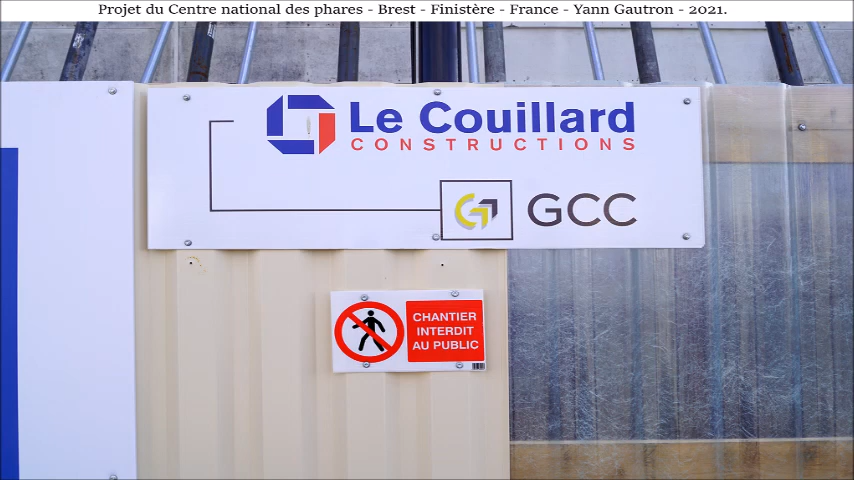 Projet du Centre national des phares - Brest - Finistère - France - Yann Gautron - 2021.
Le Couillard
CONSTRUCTIONS
GCC
CHANTIER
INTERDIT
AU PUBLIC